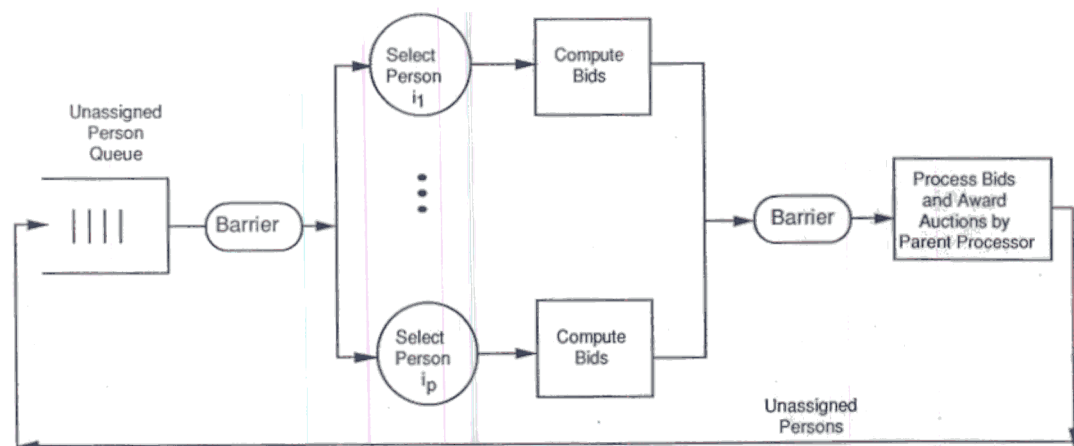 Unassigned
Person
Queue
Barrier
Select
Person
i1
Compute
Bids
Select
Person
ip
Compute
Bids
Barrier
Process Bids
and Award
Auctions by
Parent Processor
Unassigned
Persons